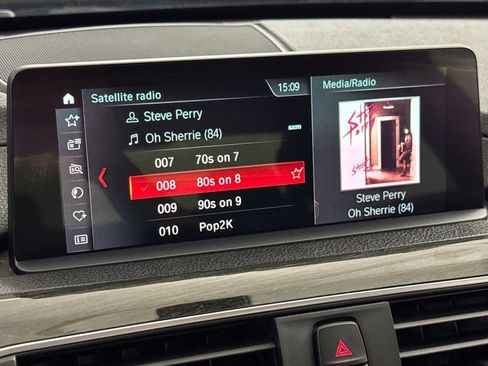 Satellite radio
15:09
Steve Perry
Oh Sherrie (84)
xm
007 70s on 7
008 80s on 8
009 90s on 9
010 Pop2K
Media/Radio
Steve Perry
Oh Sherrie (84)